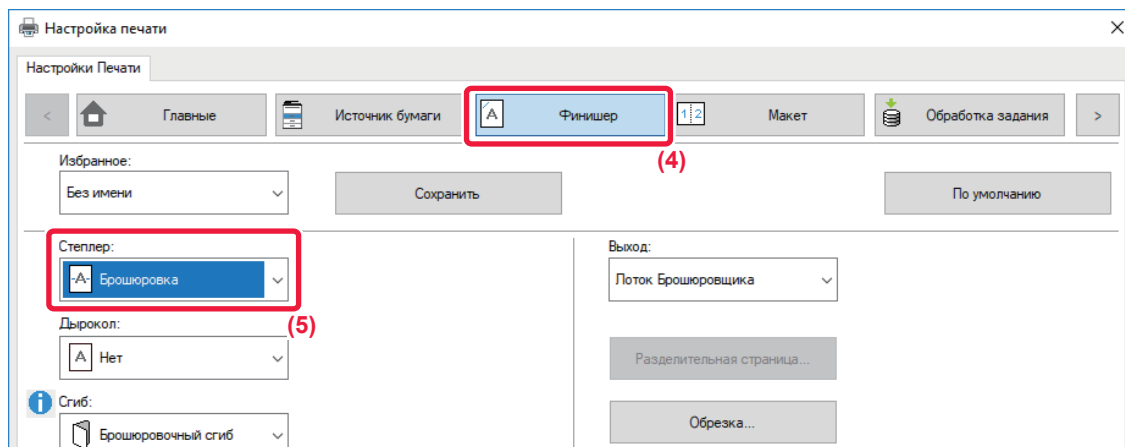 Настройка печати
Настройки Печати
< Главные Источник бумаги A Финишер 1 2 Макет Обработка задания >
(4)
Избранное:
Без имени Сохранить По умолчанию
Степлер: Выход:
-A- Брошюровка Лоток Брошюровщика
(5)
Дырокол:
A Нет Разделительная страница...
i Сгиб:
Брошюровочный сгиб Обрезка...